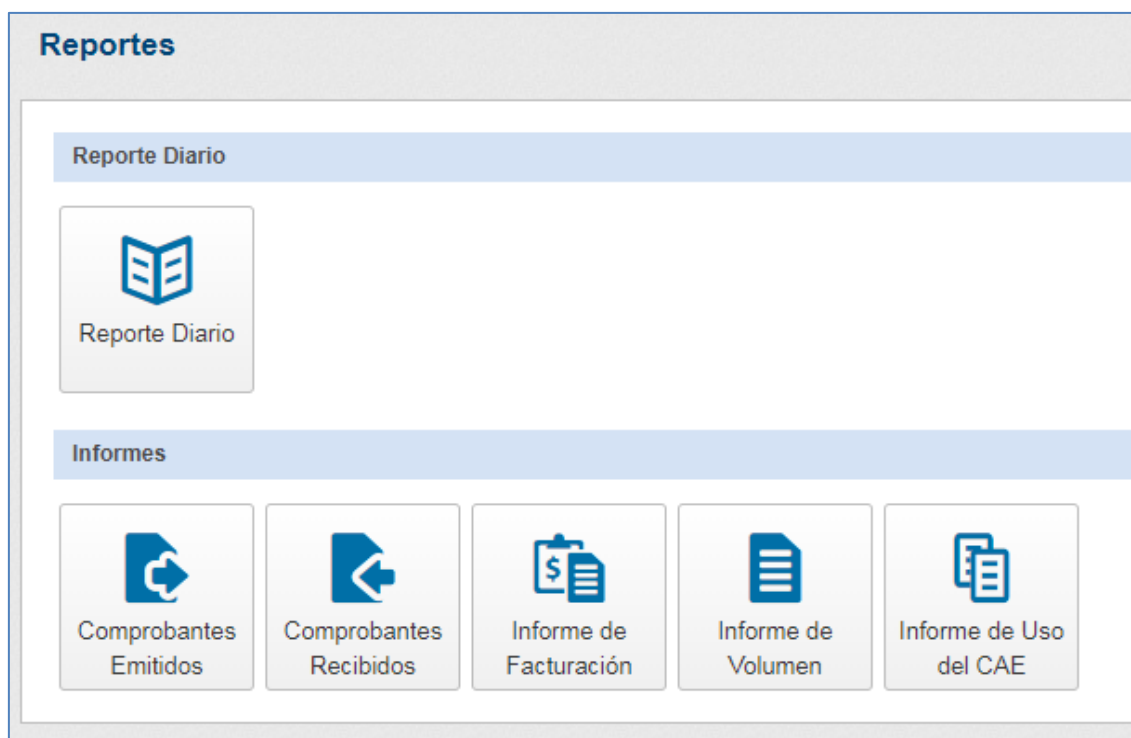 Reportes
Reporte Diario
Reporte Diario
Informes
Comprobantes
Emitidos
Comprobantes
Recibidos
$
Informe de
Facturación
Informe de
Volumen
Informe de Uso
del CAE